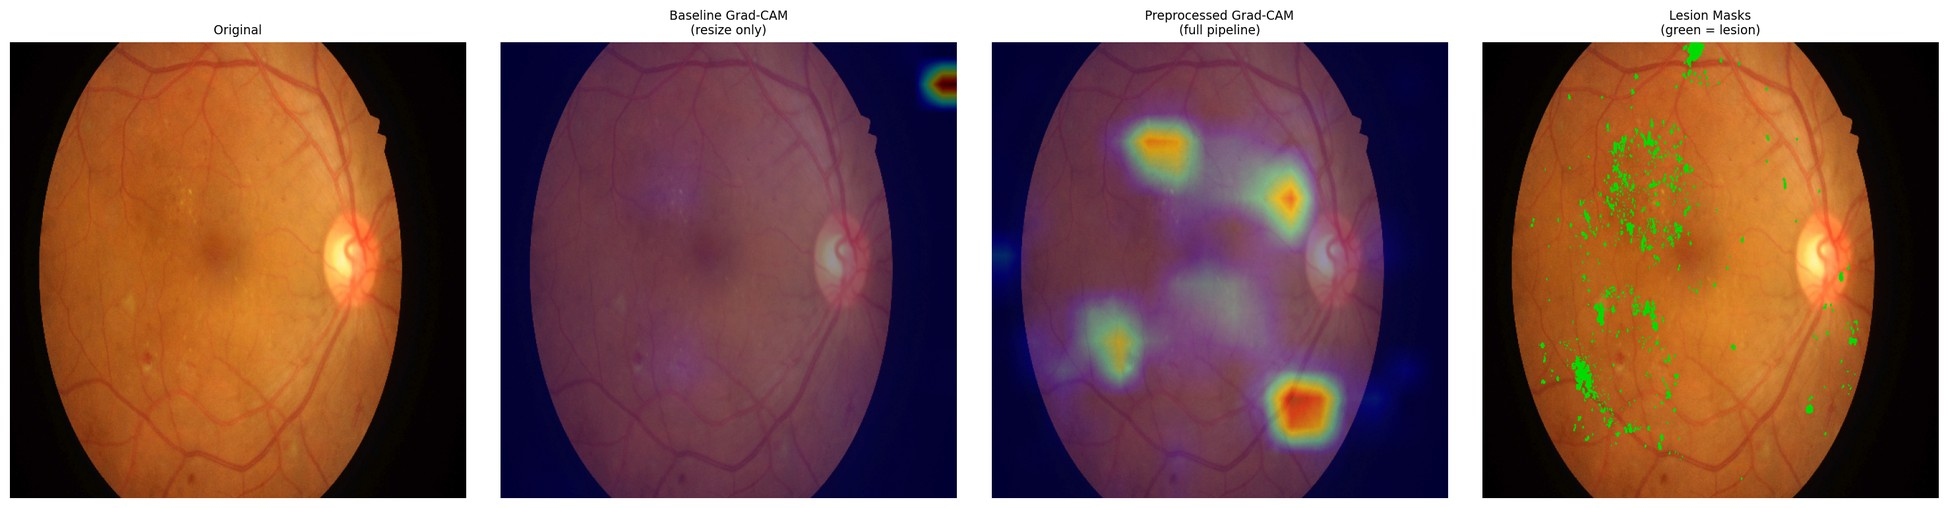 Original
Baseline Grad-CAM
(resize only)
Preprocessed Grad-CAM
(full pipeline)
Lesion Masks
(green = lesion)